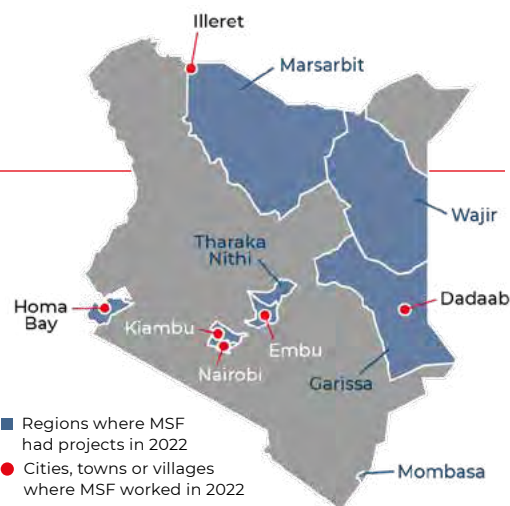 Illeret
Marsarbit
Wajir
Tharaka
Nithi
Homa
Bay
Dadaab
Kiambu
Embu
Nairobi
Garissa
Regions where MSF
had projects in 2022
Cities, towns or villages
where MSF worked in 2022
Mombasa